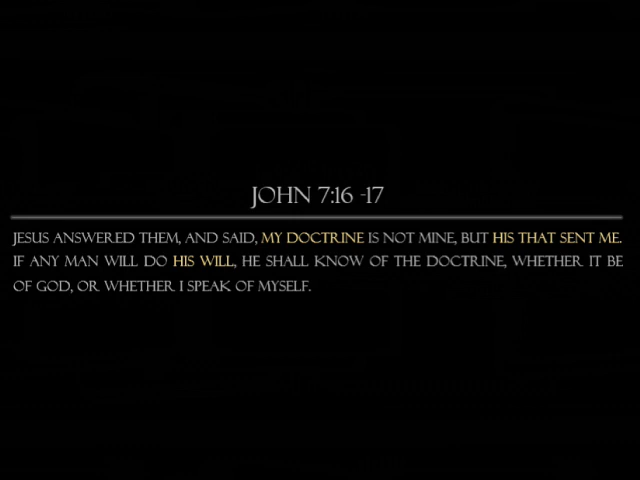 JOHN 7:16 -17
JESUS ANSWERED THEM, AND SAID, MY DOCTRINE IS NOT MINE, BUT HIS THAT SENT ME.
IF ANY MAN WILL DO HIS WILL, HE SHALL KNOW OF THE DOCTRINE, WHETHER IT BE
OF GOD, OR WHETHER I SPEAK OF MYSELF.